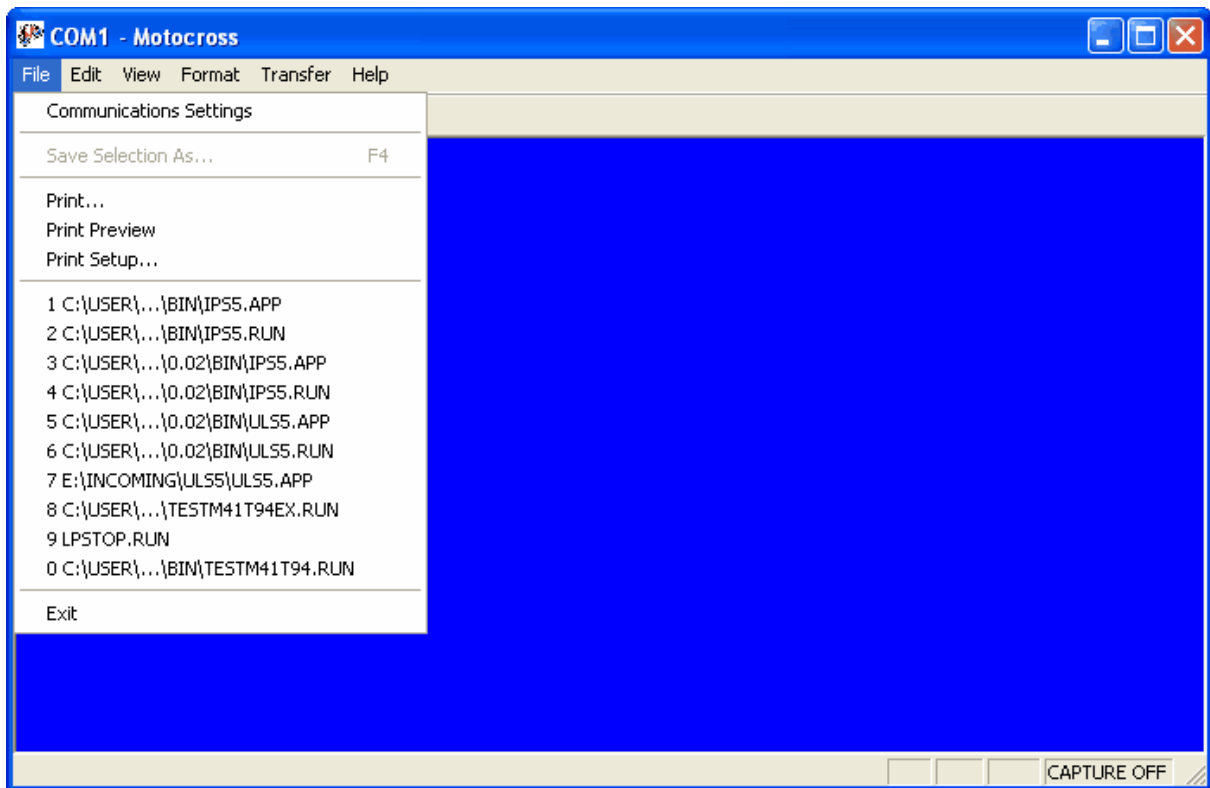 COM1 - Motocross
File Edit View Format Transfer Help
Communications Settings
Save Selection As... F4
Print...
Print Preview
Print Setup...
1 C:\USER\...\BIN\IPS5.APP
2 C:\USER\...\BIN\IPS5.RUN
3 C:\USER\...\0.02\BIN\IPS5.APP
4 C:\USER\...\0.02\BIN\IPS5.RUN
5 C:\USER\...\0.02\BIN\ULS5.APP
6 C:\USER\...\0.02\BIN\ULS5.RUN
7 E:\INCOMING\ULS5\ULS5.APP
8 C:\USER\...\TESTM41T94EX.RUN
9 LPSTOP.RUN
0 C:\USER\...\BIN\TESTM41T94.RUN
Exit
CAPTURE OFF